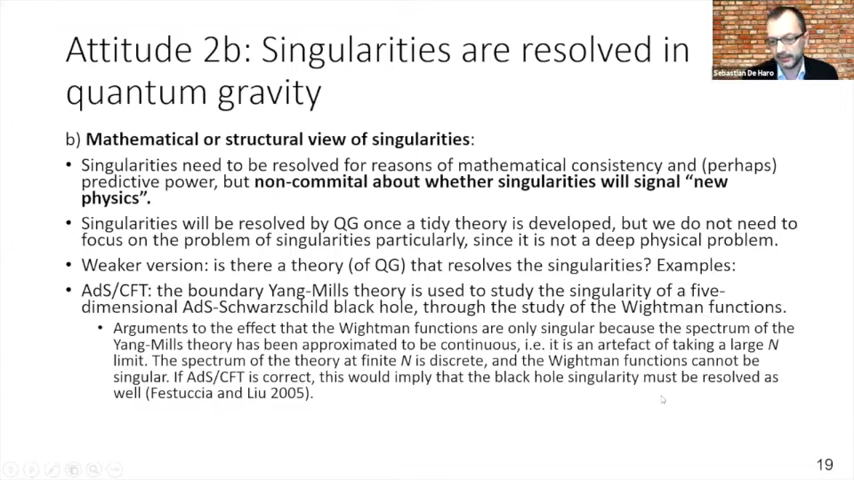 Attitude 2b: Singularities are resolved in
quantum gravity
Sebastian De Haro
b) Mathematical or structural view of singularities:
• Singularities need to be resolved for reasons of mathematical consistency and (perhaps)
predictive power, but non-commital about whether singularities will signal “new
physics”.
• Singularities will be resolved by QG once a tidy theory is developed, but we do not need to
focus on the problem of singularities particularly, since it is not a deep physical problem.
• Weaker version: is there a theory (of QG) that resolves the singularities? Examples:
• AdS/CFT: the boundary Yang-Mills theory is used to study the singularity of a five-
dimensional AdS-Schwarzschild black hole, through the study of the Wightman functions.
• Arguments to the effect that the Wightman functions are only singular because the spectrum of the
Yang-Mills theory has been approximated to be continuous, i.e. it is an artefact of taking a large N
limit. The spectrum of the theory at finite N is discrete, and the Wightman functions cannot be
singular. If AdS/CFT is correct, this would imply that the black hole singularity must be resolved as
well (Festuccia and Liu 2005).
19